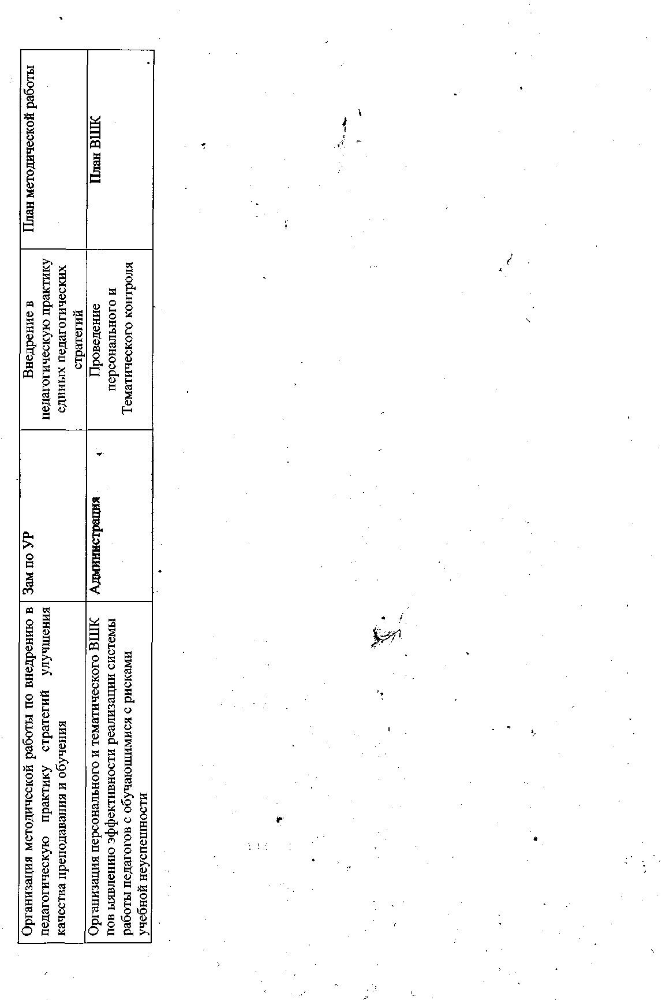 Организация методической работы по внедрению в
педагогическую практику стратегий улучшения
качества преподавания и обучения
Зам по УР
Внедрение в
педагогическую практику
единых педагогических
стратегий
План методической работы
Организация персонального и тематического ВШК
пов ыявлению эффективности реализации системы
работы педагогов с обучающимися с рисками
учебной неуспешности
Администрация
Проведение
персонального и
Тематического контроля
План ВШК